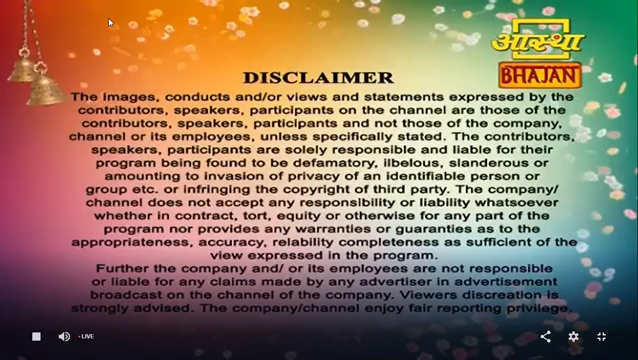 आस्था
BHAJAN
DISCLAIMER
The images, conducts and/or views and statements expressed by the
contributors, speakers, participants on the channel are those of the
contributors, speakers, participants and not those of the company,
channel or its employees, unless specifically stated. The contributors,
speakers, participants are solely responsible and liable for their
program being found to be defamatory, ilbelous, slanderous or
amounting to invasion of privacy of an identifiable person or
group etc. or infringing the copyright of third party. The company/
channel does not accept any responsibility or liability whatsoever
whether in contract, tort, equity or otherwise for any part of the
program nor provides any warranties or guaranties as to the
appropriateness, accuracy, relability completeness as sufficient of the
view expressed in the program.
Further the company and/ or its employees are not responsible
or liable for any claims made by any advertiser in advertisement
broadcast on the channel of the company. Viewers discreation is
strongly advised. The company/channel enjoy fair reporting privilege.
LIVE